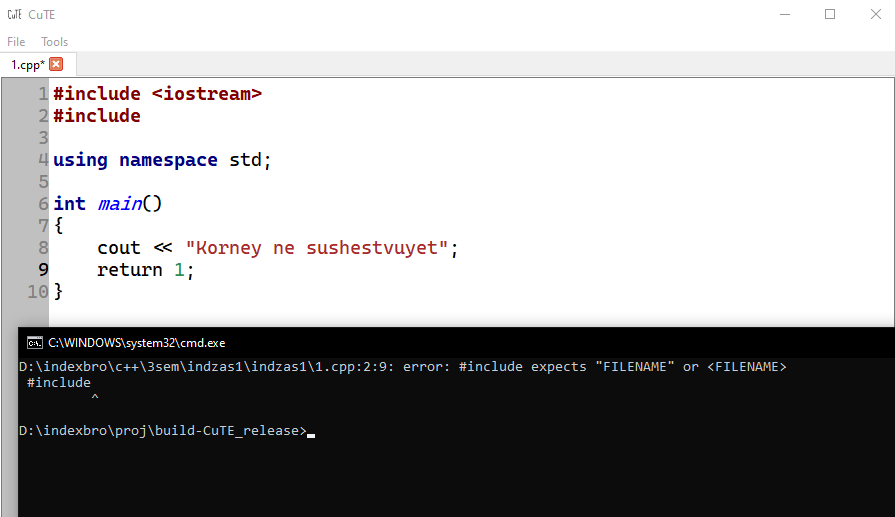 CuTE CuTE
File Tools
1.cpp*
1 #include <iostream>
2 #include
3
4 using namespace std;
5
6 int main()
7 {
8 cout << "Korney ne sushestvuyet";
9 return 1;
10 }
C:\WINDOWS\system32\cmd.exe
D:\indexbro\c++\3sem\indzas1\indzas1\1.cpp:2:9: error: #include expects "FILENAME" or <FILENAME>
#include
^
D:\indexbro\proj\build-CuTE_release>